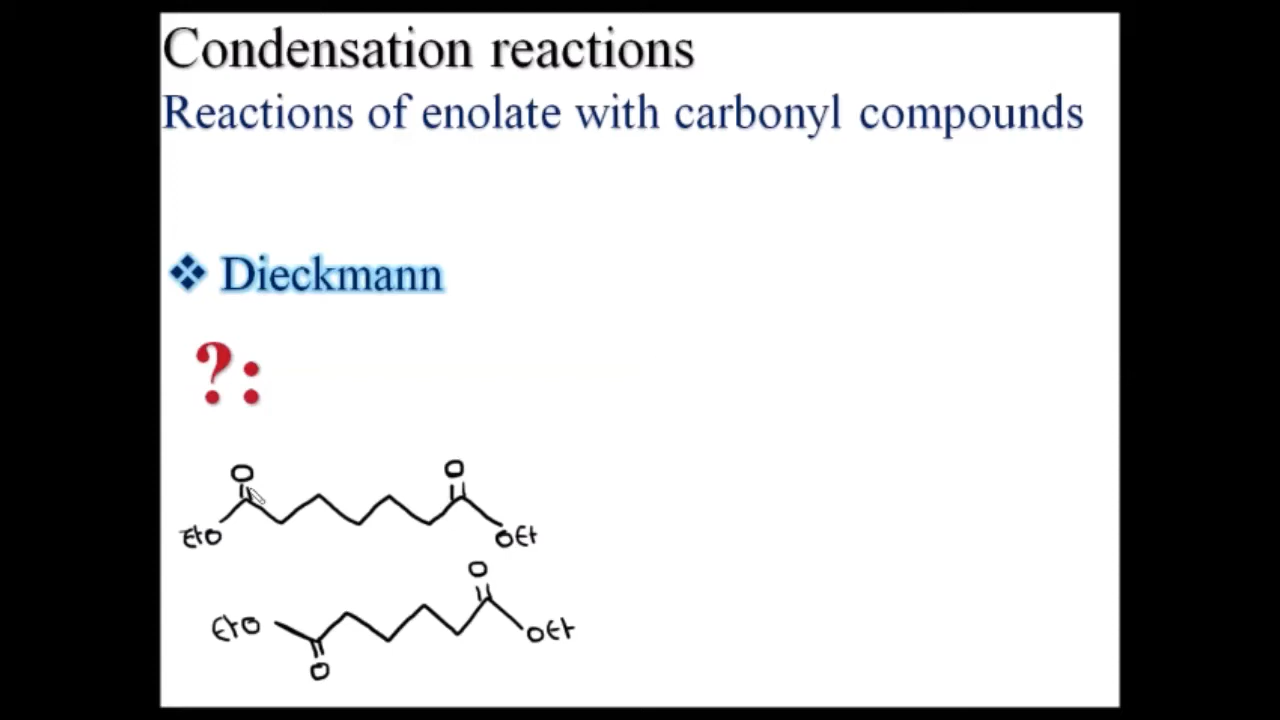 Condensation reactions
Reactions of enolate with carbonyl compounds
❖ Dieckmann
?:
O O
EtO OEt
O
EtO OEt
O